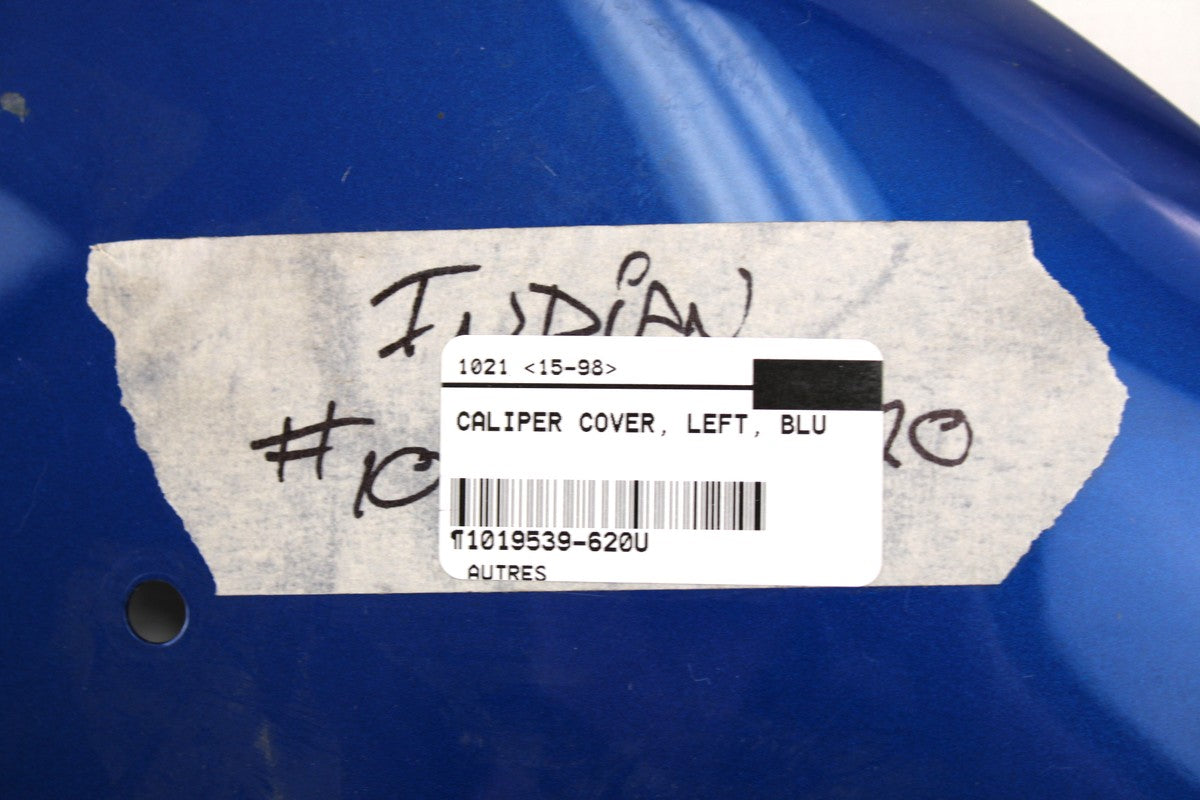 INDiAN
1021 <15-98>
CALIPER COVER, LEFT, BLU
#10 20
¶1019539-620U
AUTRES